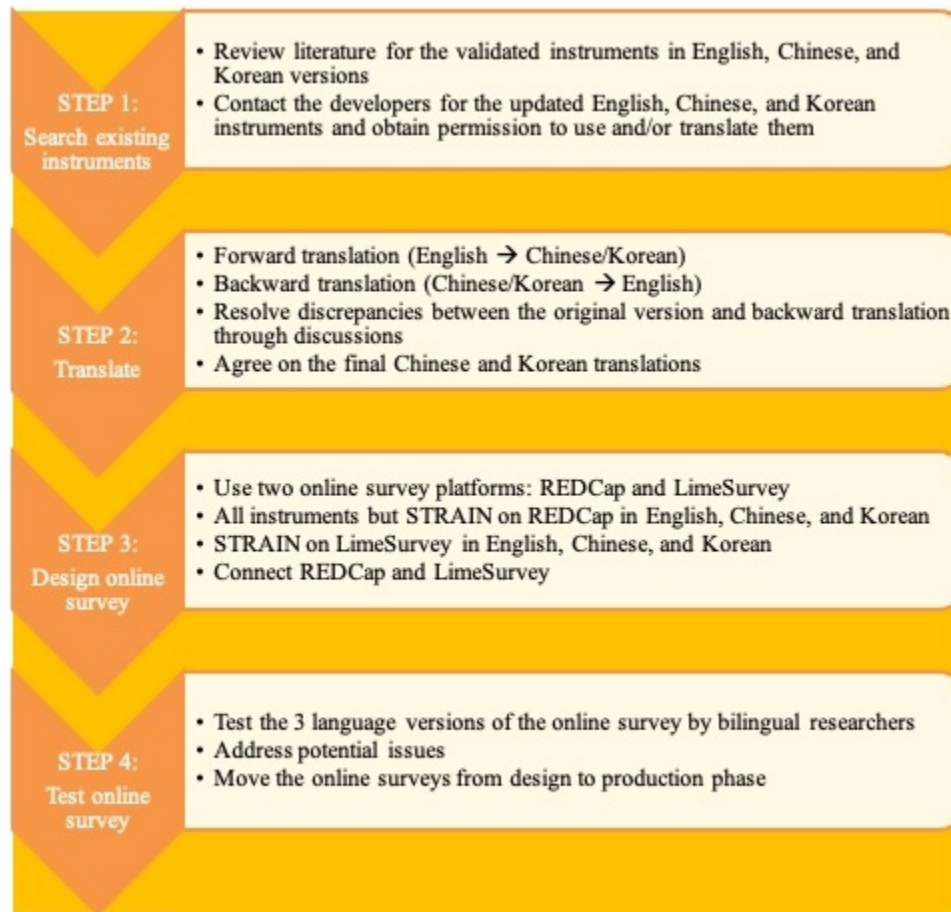 STEP 1:
Search existing
instruments
• Review literature for the validated instruments in English, Chinese, and
Korean versions
• Contact the developers for the updated English, Chinese, and Korean
instruments and obtain permission to use and/or translate them
STEP 2:
Translate
• Forward translation (English → Chinese/Korean)
• Backward translation (Chinese/Korean → English)
• Resolve discrepancies between the original version and backward translation
through discussions
• Agree on the final Chinese and Korean translations
STEP 3:
Design online
survey
• Use two online survey platforms: REDCap and LimeSurvey
• All instruments but STRAIN on REDCap in English, Chinese, and Korean
• STRAIN on LimeSurvey in English, Chinese, and Korean
• Connect REDCap and LimeSurvey
STEP 4:
Test online
survey
• Test the 3 language versions of the online survey by bilingual researchers
• Address potential issues
• Move the online surveys from design to production phase